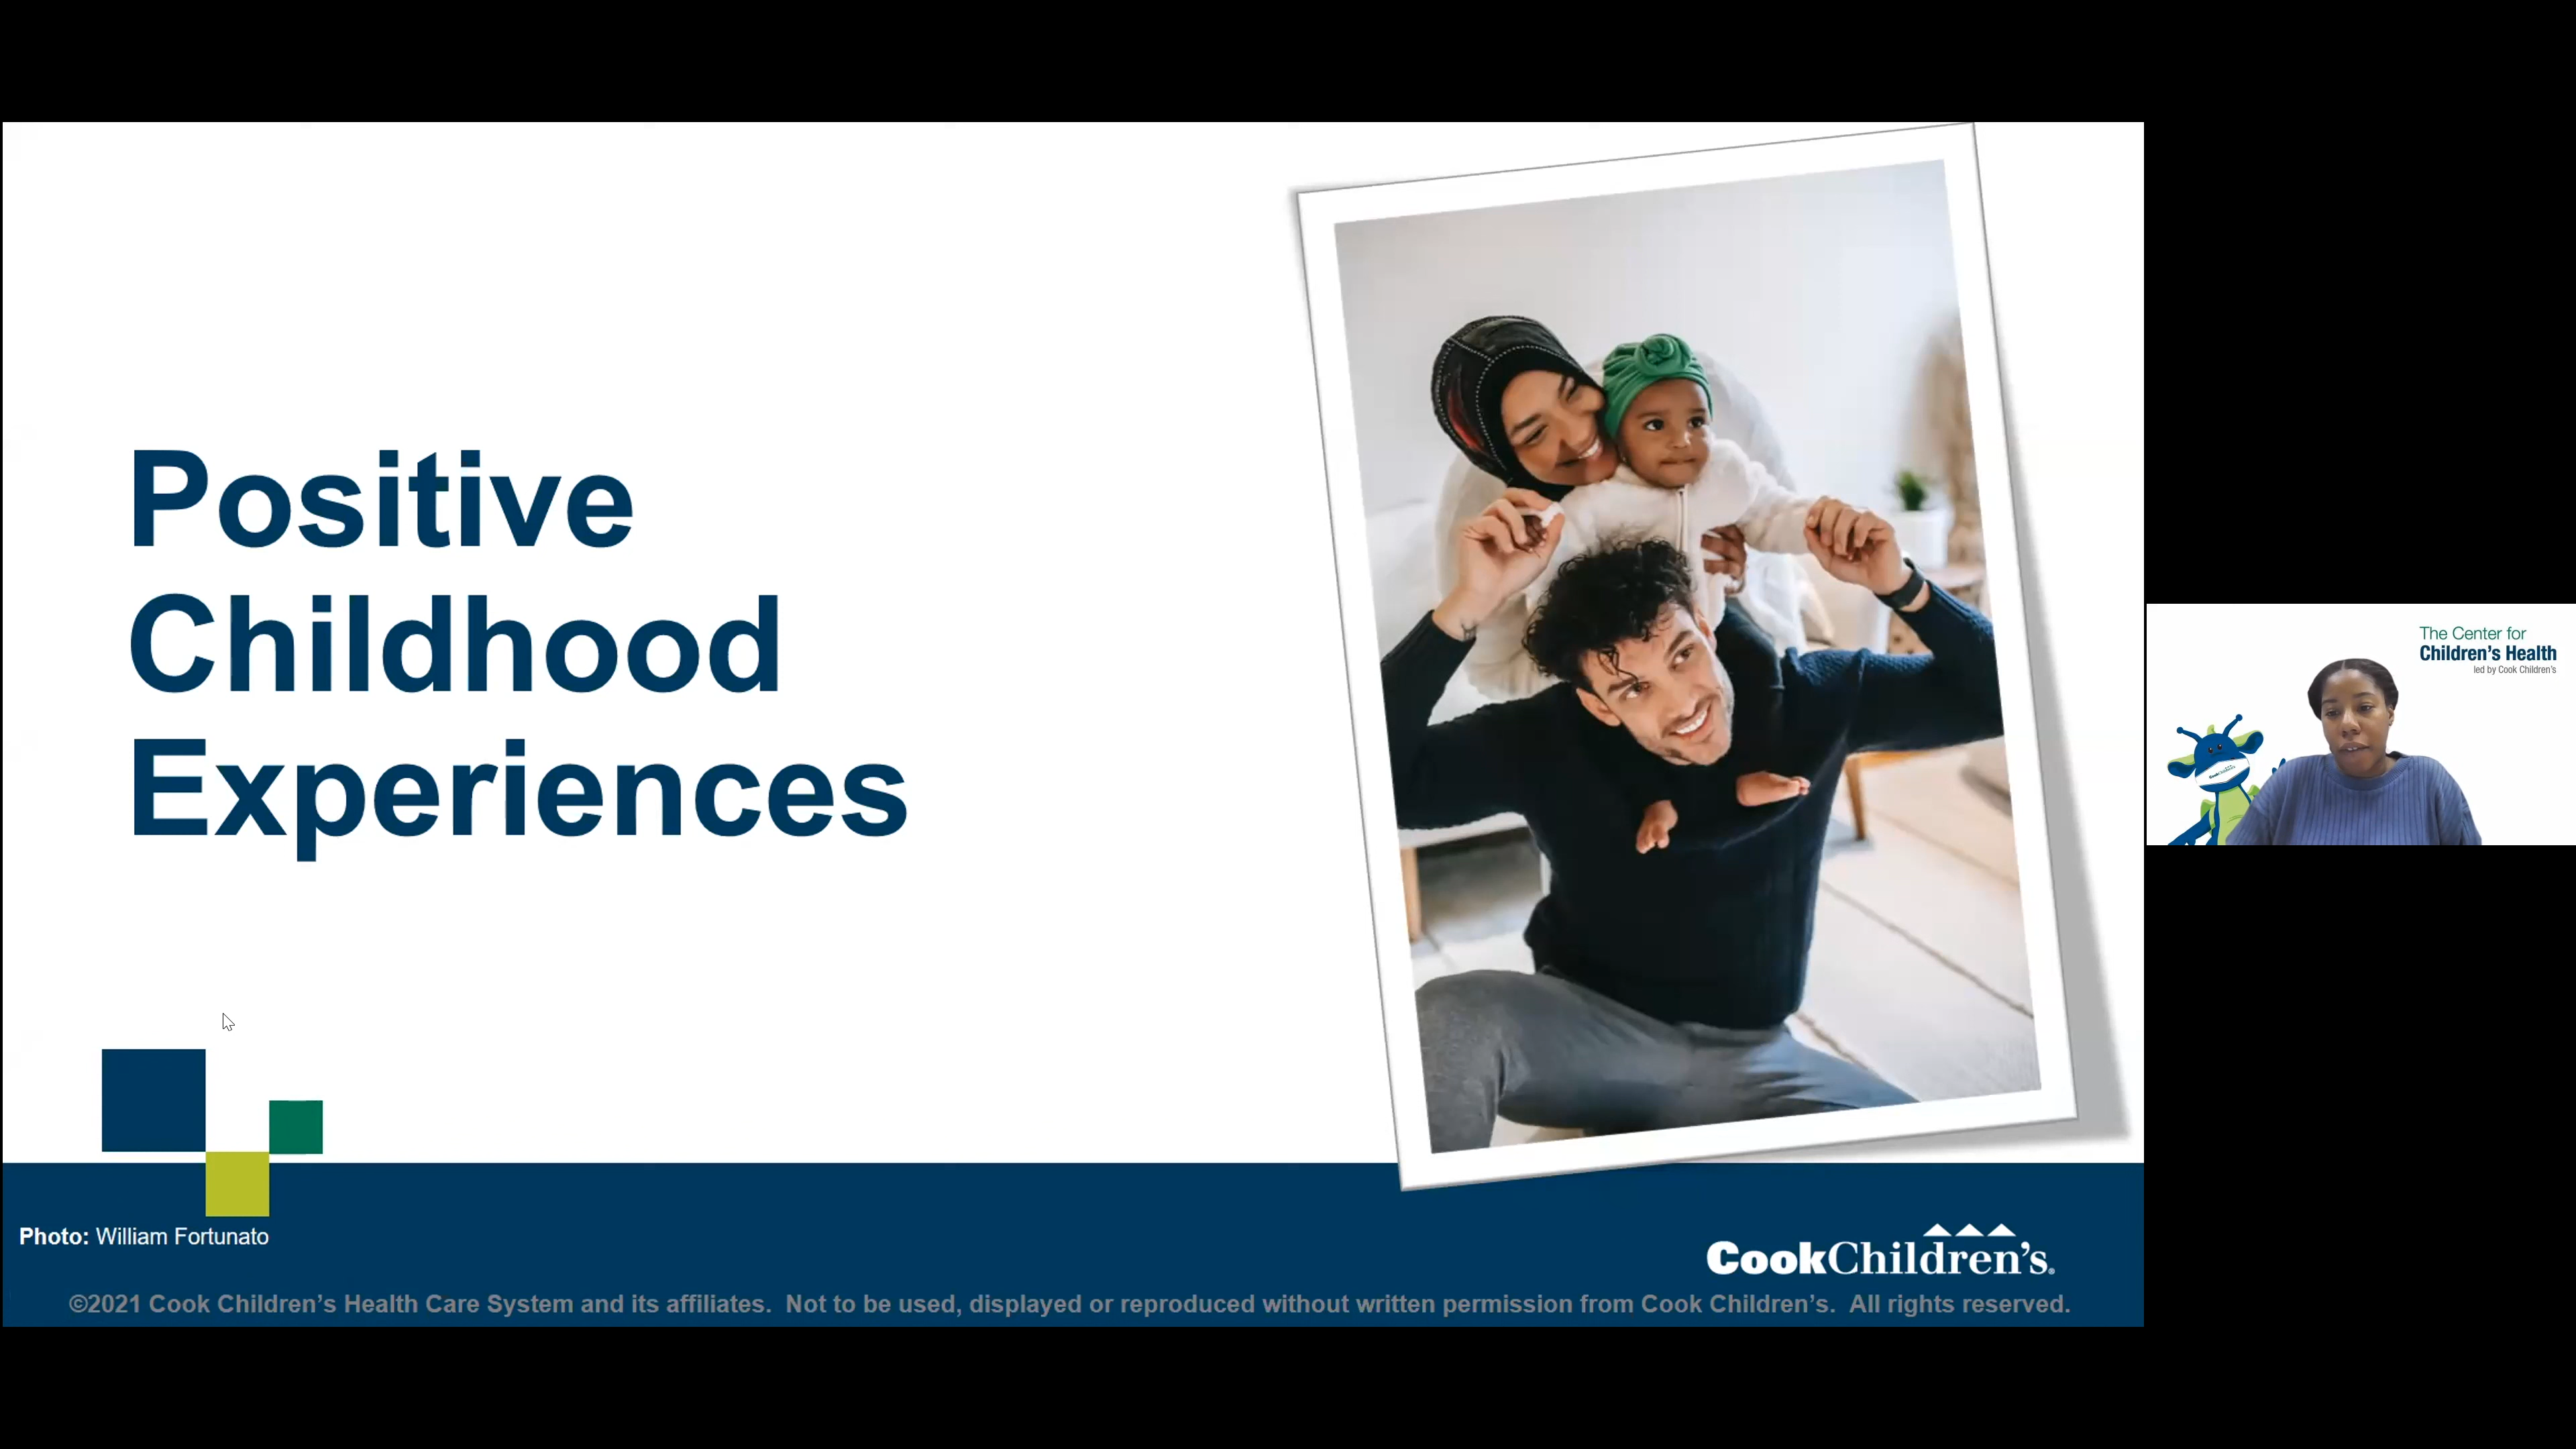 Positive
Childhood
Experiences
Photo: William Fortunato
CookChildren's®
©2021 Cook Children's Health Care System and its affiliates.  Not to be used, displayed or reproduced without written permission from Cook Children's.  All rights reserved.
The Center for
Children's Health
led by Cook Children's